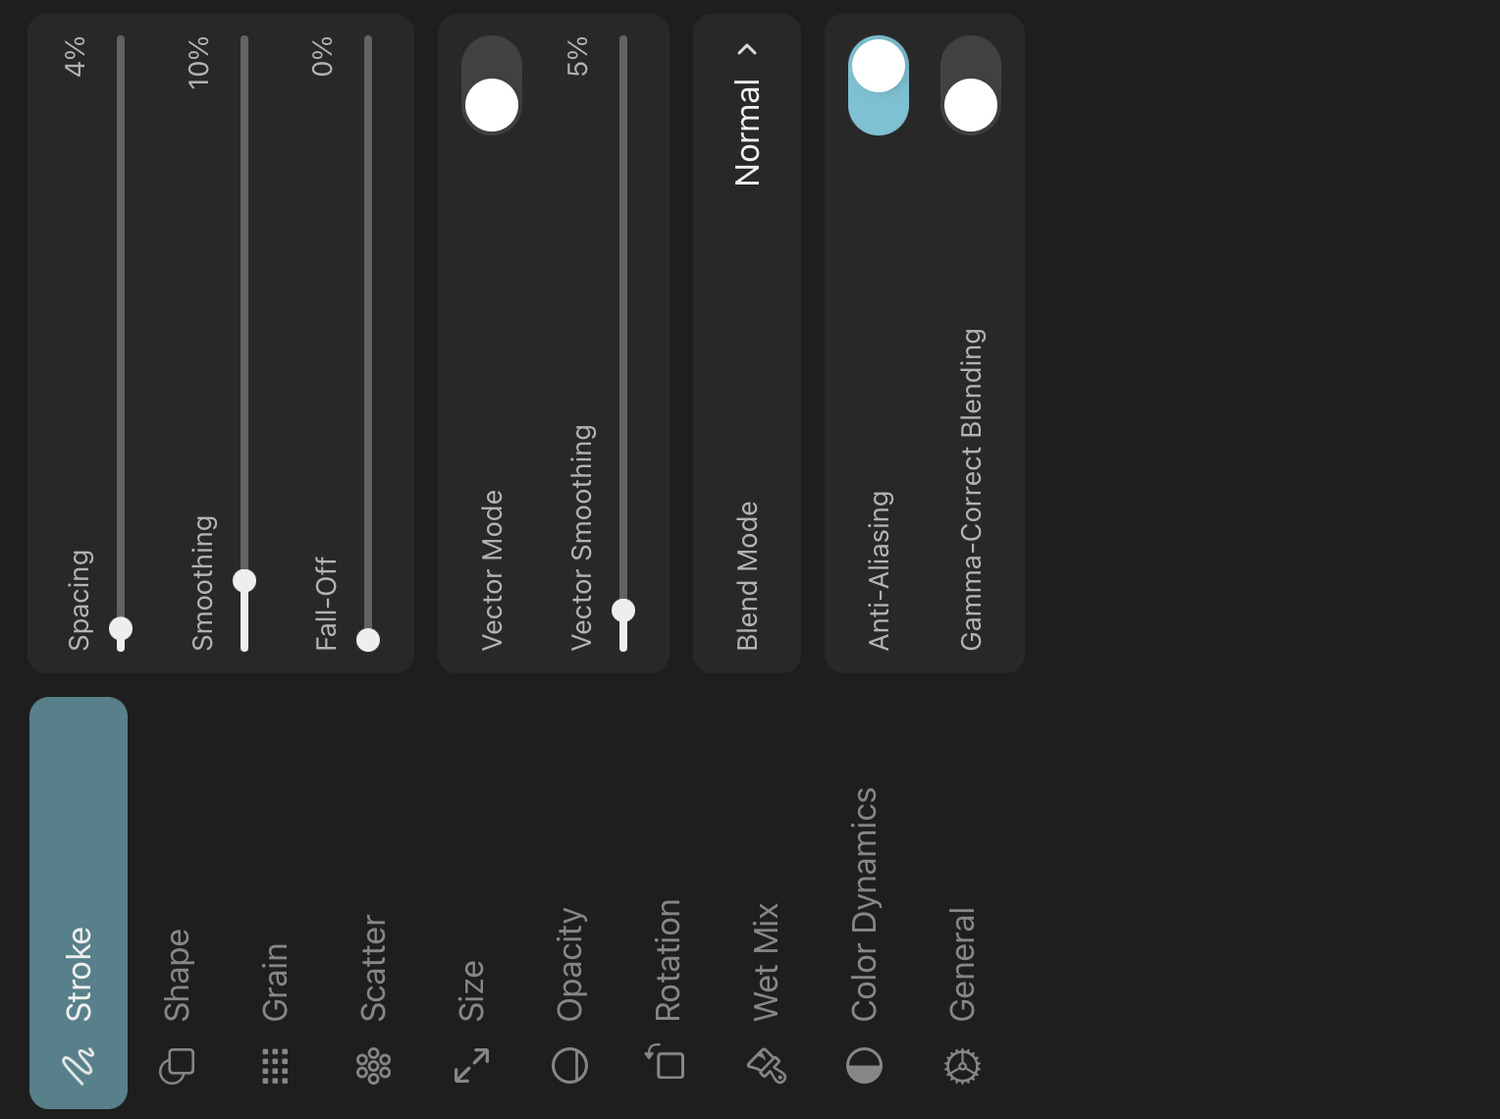 Stroke
Shape
Grain
Scatter
Size
Opacity
Rotation
Wet Mix
Color Dynamics
General
Spacing 4%
Smoothing 10%
Fall-Off 0%
Vector Mode
Vector Smoothing 5%
Blend Mode Normal
Anti-Aliasing
Gamma-Correct Blending